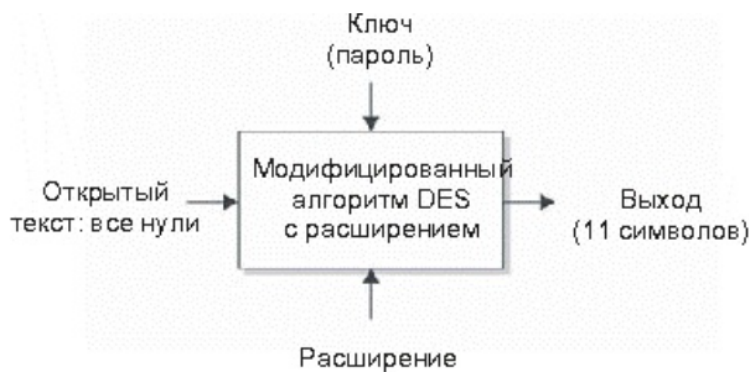 Ключ
(пароль)
Модифицированный
алгоритм DES
с расширением
Открытый
текст: все нули
Выход
(11 символов)
Расширение